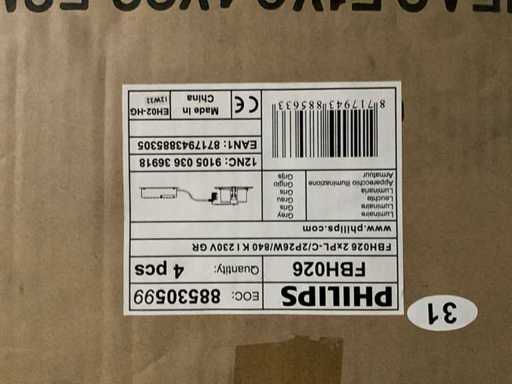 31
PHILIPS EOC: 88530599
FBH026 Quantity: 4 pcs
FBH026 2xPL-C/2P26W/840 K I 230V GR
www.philips.com
Luminaire Grey
Luminaire Gris
Leuchte Grau
Luminaria Gris
Apparecchio illuminazione Grigio
Armatuur Grijs
12NC: 9105 036 36918
EAN1: 8717943885305
8 717943 885633
CE Made in China
EH02-HG
12W22